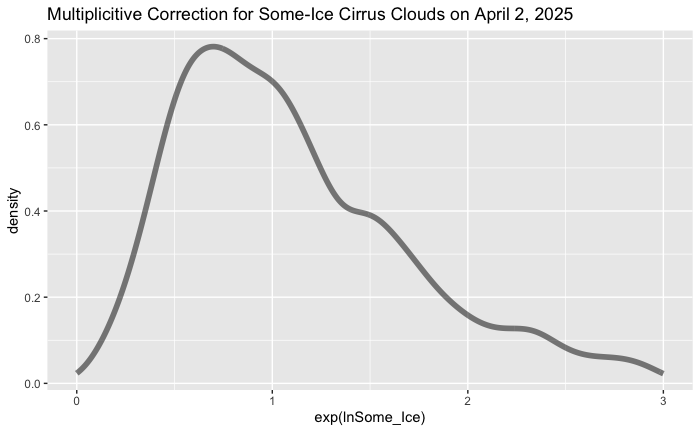 Multiplicitive Correction for Some-Ice Cirrus Clouds on April 2, 2025
0.8
0.6
density
0.4
0.2
0.0
0 1 2 3
exp(lnSome_Ice)